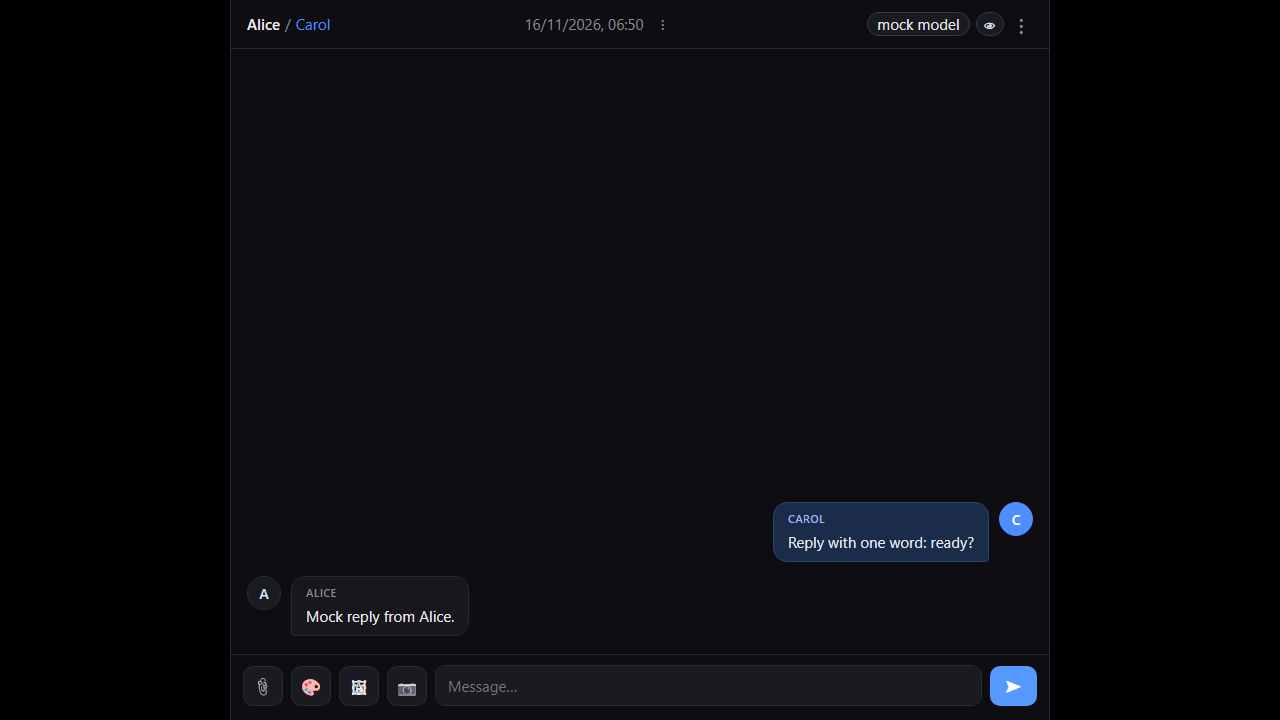 Alice / Carol
16/11/2026, 06:50
mock model
C
CAROL
Reply with one word: ready?
A
ALICE
Mock reply from Alice.
Message...